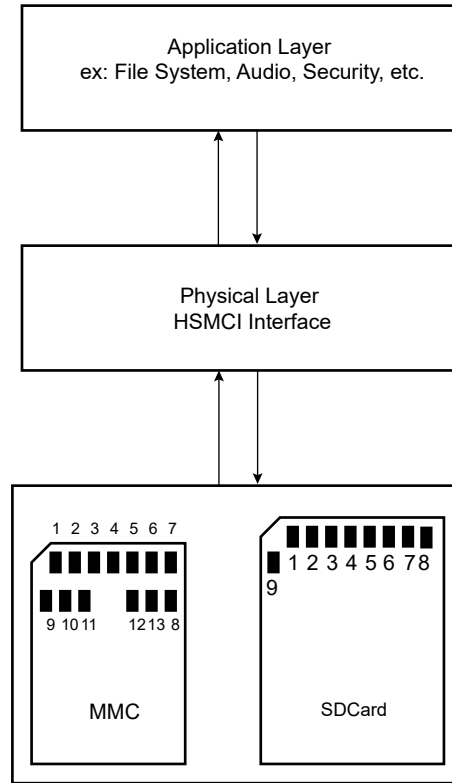 Application Layer
ex: File System, Audio, Security, etc.
Physical Layer
HSMCI Interface
1 2 3 4 5 6 7
9 10 11 12 13 8
MMC
1 2 3 4 5 6 7 8
9
SDCard